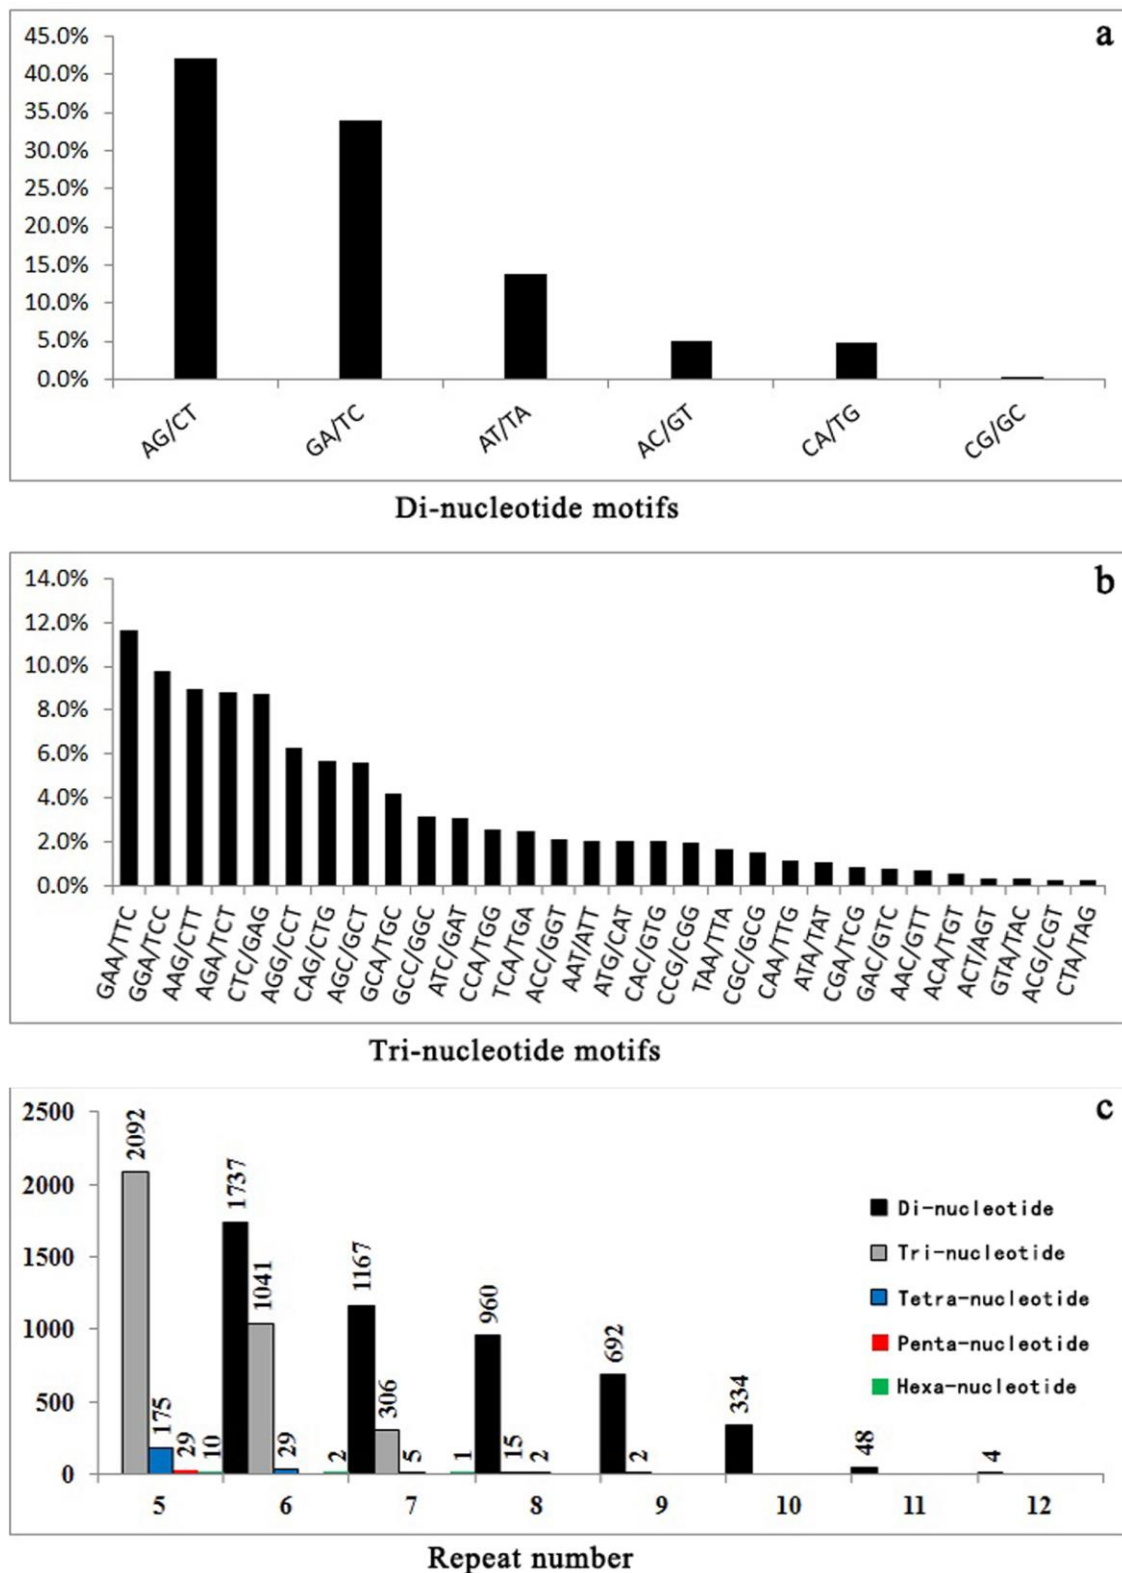 a
45.0%
40.0%
35.0%
30.0%
25.0%
20.0%
15.0%
10.0%
5.0%
0.0%
AG/CT GA/TC AT/TA AC/GT CA/TG CG/GC
Di-nucleotide motifs
b
14.0%
12.0%
10.0%
8.0%
6.0%
4.0%
2.0%
0.0%
GAA/TTC GGA/TCC AAG/CTT AGA/TCT CTC/GAG AGG/CCT CAG/CTG AGC/GCT GCA/TGC GCC/GGC ATC/GAT CCA/TGG TCA/TGA ACC/GGT AAT/ATT ATG/CAT CAC/GTG CCG/CGG TAA/TTA CGC/GCG CAA/TTG ATA/TAT CGA/TCG GAC/GTC AAC/GTT ACA/TGT ACT/AGT GTA/TAC ACG/CGT CTA/TAG
Tri-nucleotide motifs
c
2500
2000
1500
1000
500
0
2092 175 29 10 1737 1041 29 2 1167 306 5 1 960 15 2 692 2 334 48 4
Di-nucleotide
Tri-nucleotide
Tetra-nucleotide
Penta-nucleotide
Hexa-nucleotide
5 6 7 8 9 10 11 12
Repeat number